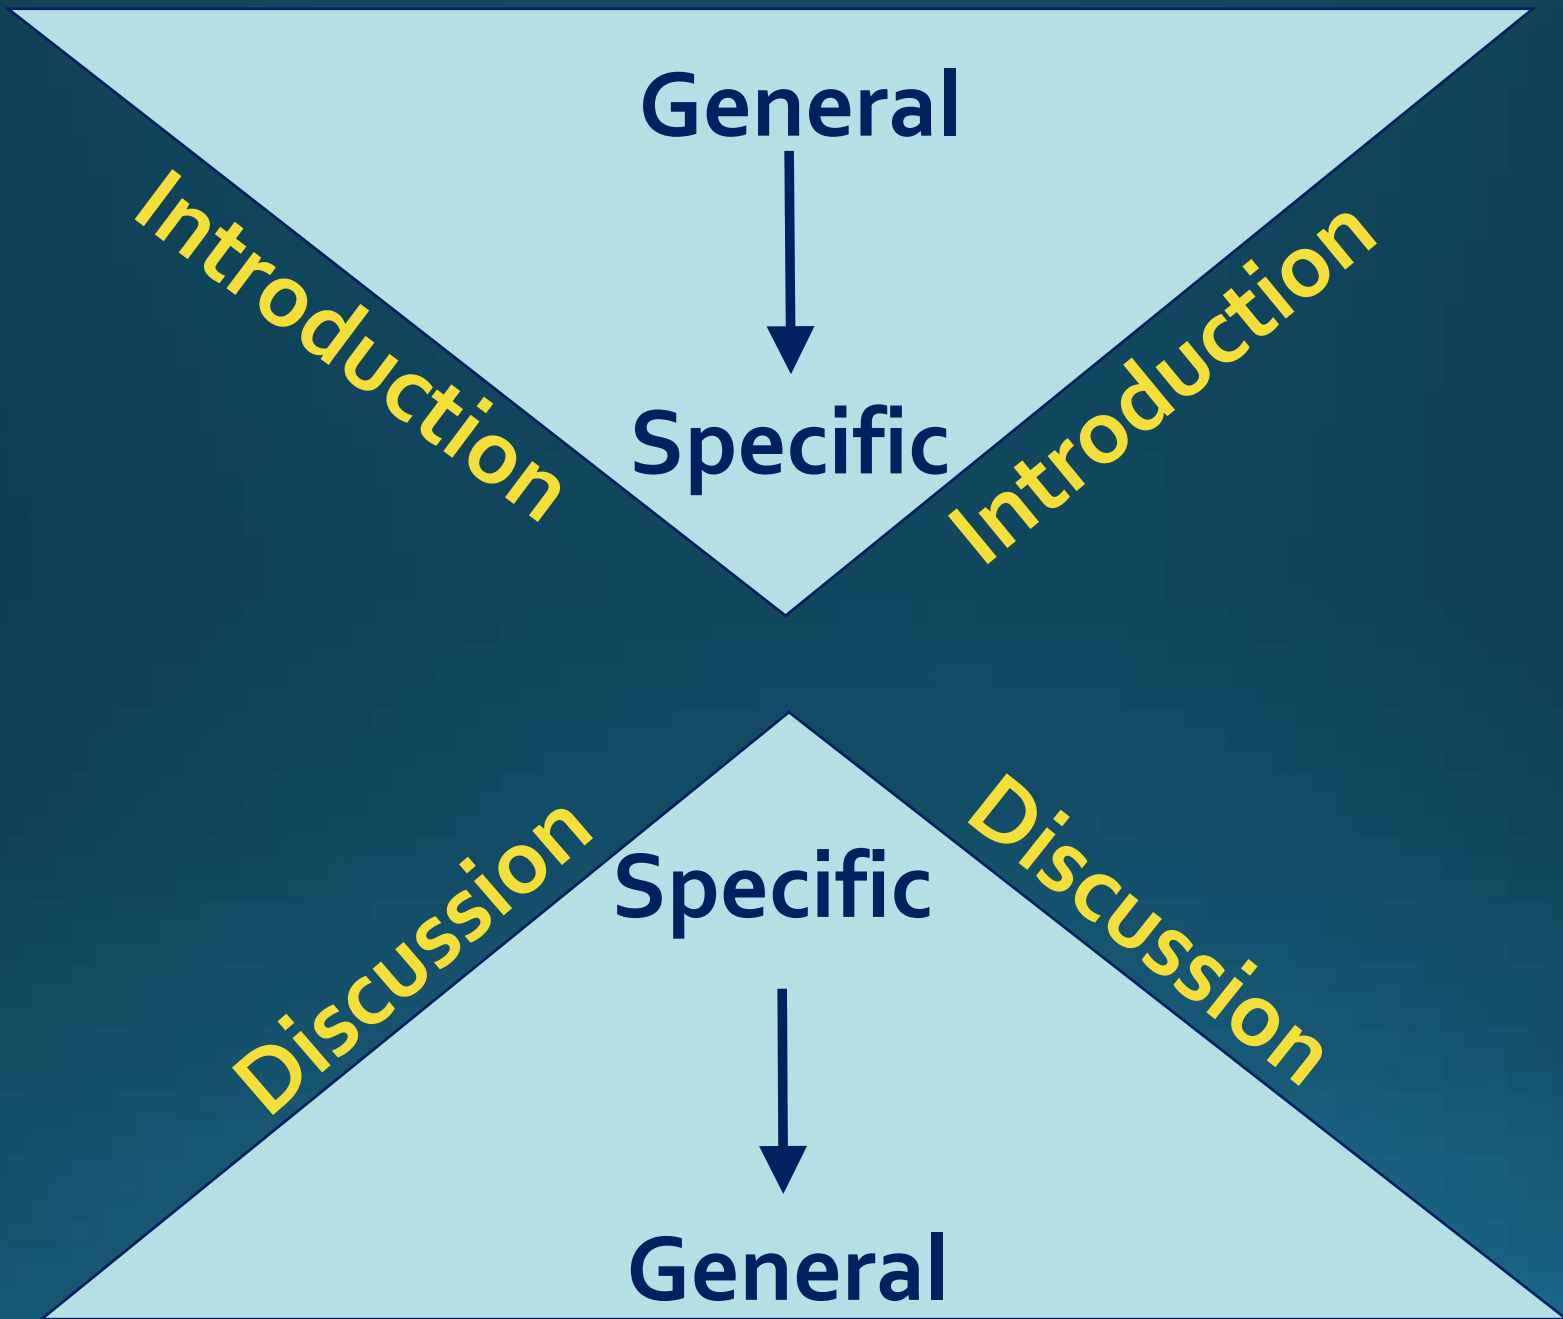 General
Introduction
Introduction
Specific
Specific
Discussion
Discussion
General